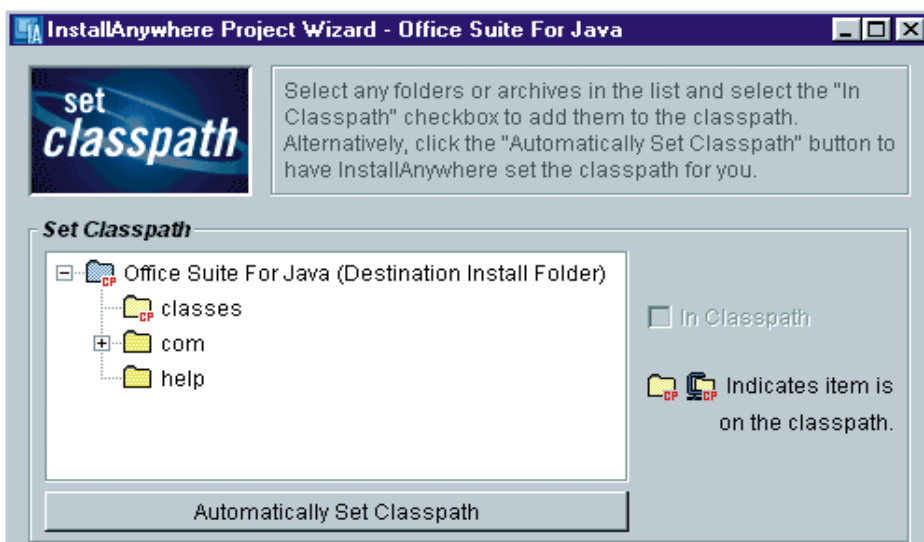 InstallAnywhere Project Wizard - Office Suite For Java
set
classpath
Select any folders or archives in the list and select the "In
Classpath" checkbox to add them to the classpath.
Alternatively, click the "Automatically Set Classpath" button to
have InstallAnywhere set the classpath for you.
Set Classpath
Office Suite For Java (Destination Install Folder)
classes
com
help
In Classpath
Indicates item is
on the classpath.
Automatically Set Classpath